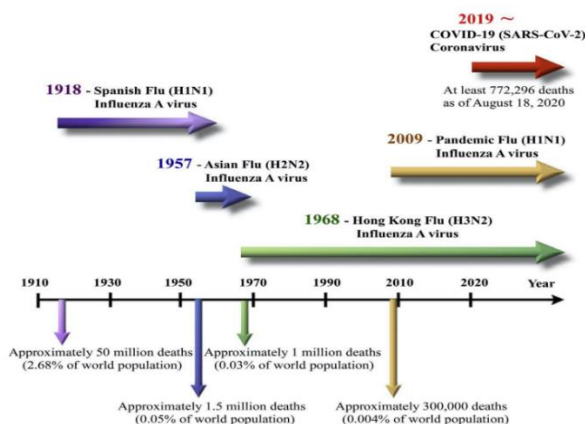 2019 ~
COVID-19 (SARS-CoV-2)
Coronavirus
At least 772,296 deaths
as of August 18, 2020
1918 - Spanish Flu (H1N1)
Influenza A virus
2009 - Pandemic Flu (H1N1)
Influenza A virus
1957 - Asian Flu (H2N2)
Influenza A virus
1968 - Hong Kong Flu (H3N2)
Influenza A virus
1910 1930 1950 1970 1990 2010 2020 Year
Approximately 50 million deaths
(2.68% of world population)
Approximately 1 million deaths
(0.03% of world population)
Approximately 1.5 million deaths
(0.05% of world population)
Approximately 300,000 deaths
(0.004% of world population)